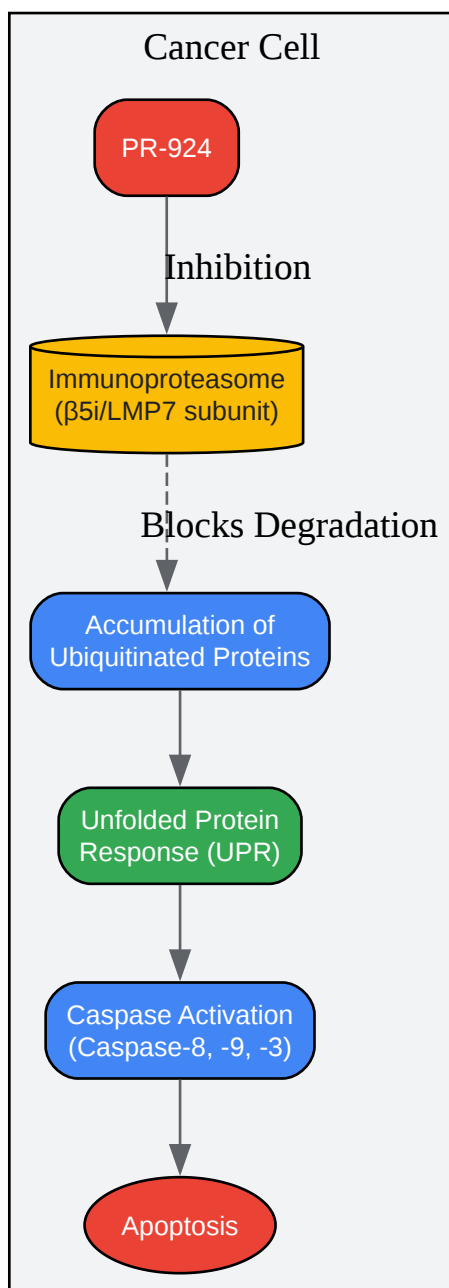 Cancer Cell
PR-924
Inhibition
Immunoproteasome
(β5i/LMP7 subunit)
Blocks Degradation
Accumulation of
Ubiquitinated Proteins
Unfolded Protein
Response (UPR)
Caspase Activation
(Caspase-8, -9, -3)
Apoptosis